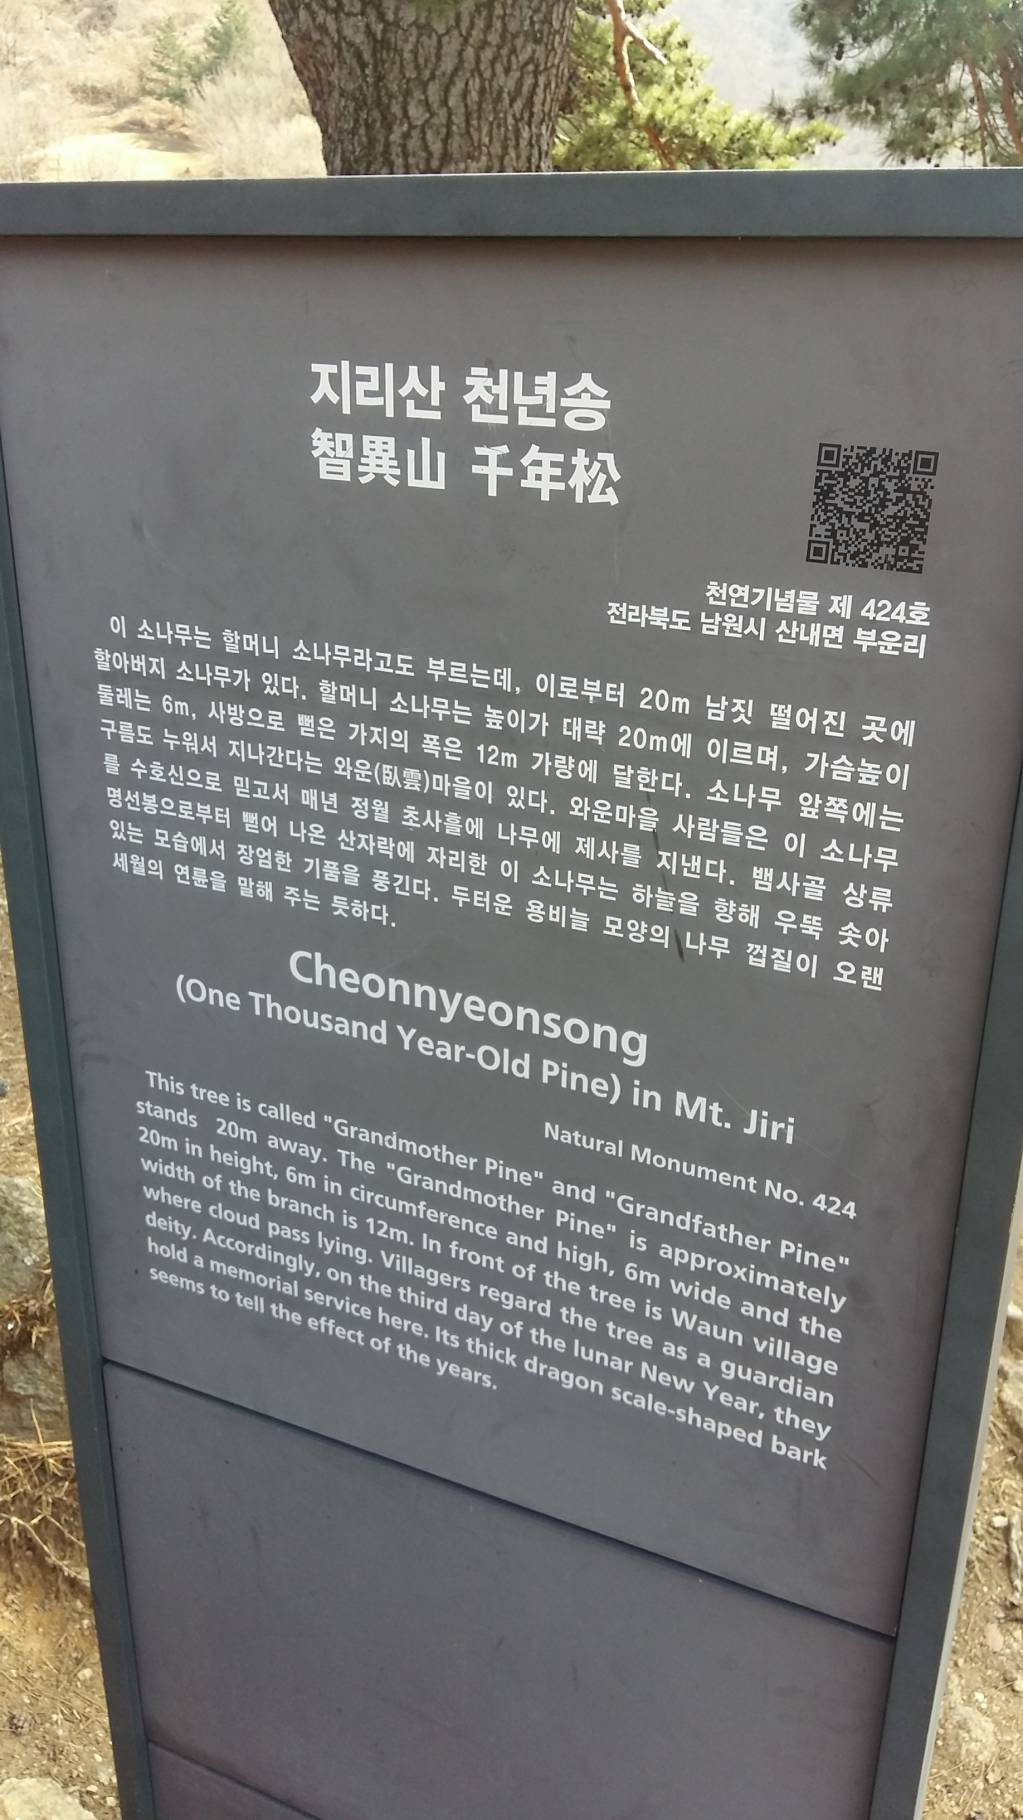 지리산 천년송
智異山 千年松
천연기념물 제 424호
전라북도 남원시 산내면 부운리
이 소나무는 할머니 소나무라고도 부르는데, 이로부터 20m 남짓 떨어진 곳에
할아버지 소나무가 있다. 할머니 소나무는 높이가 대략 20m에 이르며, 가슴높이
둘레는 6m, 사방으로 뻗은 가지의 폭은 12m 가량에 달한다. 소나무 앞쪽에는
구름도 누워서 지나간다는 와운(臥雲)마을이 있다. 와운마을 사람들은 이 소나무
를 수호신으로 믿고서 매년 정월 초사흘에 나무에 제사를 지낸다. 뱀사골 상류
명선봉으로부터 뻗어 나온 산자락에 자리한 이 소나무는 하늘을 향해 우뚝 솟아
있는 모습에서 장엄한 기품을 풍긴다. 두터운 용비늘 모양의 나무 껍질이 오랜
세월의 연륜을 말해 주는 듯하다.
Cheonnyeonsong
(One Thousand Year-Old Pine) in Mt. Jiri
Natural Monument No. 424
This tree is called "Grandmother Pine" and "Grandfather Pine"
stands 20m away. The "Grandmother Pine" is approximately
20m in height, 6m in circumference and high, 6m wide and the
width of the branch is 12m. In front of the tree is Waun village
where cloud pass lying. Villagers regard the tree as a guardian
deity. Accordingly, on the third day of the lunar New Year, they
hold a memorial service here. Its thick dragon scale-shaped bark
seems to tell the effect of the years.